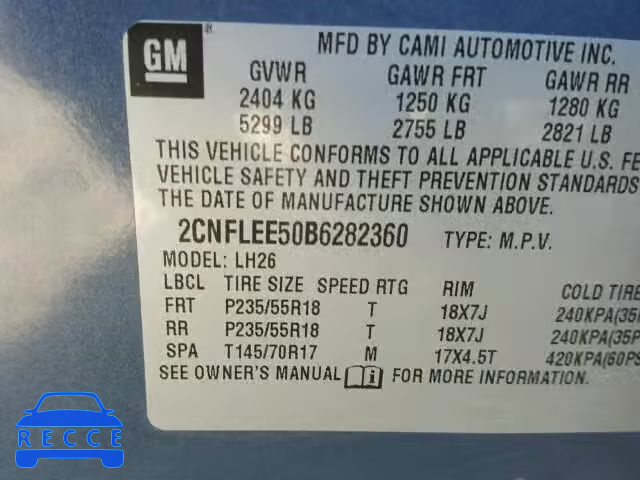 GM ®
MFD BY CAMI AUTOMOTIVE INC.
GVWR GAWR FRT GAWR RR
2404 KG 1250 KG 1280 KG
5299 LB 2755 LB 2821 LB
THIS VEHICLE CONFORMS TO ALL APPLICABLE U.S. FE
VEHICLE SAFETY AND THEFT PREVENTION STANDARDS
THE DATE OF MANUFACTURE SHOWN ABOVE.
2CNFLEE50B6282360 TYPE: M.P.V.
MODEL: LH26
LBCL TIRE SIZE SPEED RTG RIM COLD TIRE
FRT P235/55R18 T 18X7J 240KPA(35
RR P235/55R18 T 18X7J 240KPA(35P
SPA T145/70R17 M 17X4.5T 420KPA(60PS
SEE OWNER'S MANUAL i FOR MORE INFORMATION.
RECCE